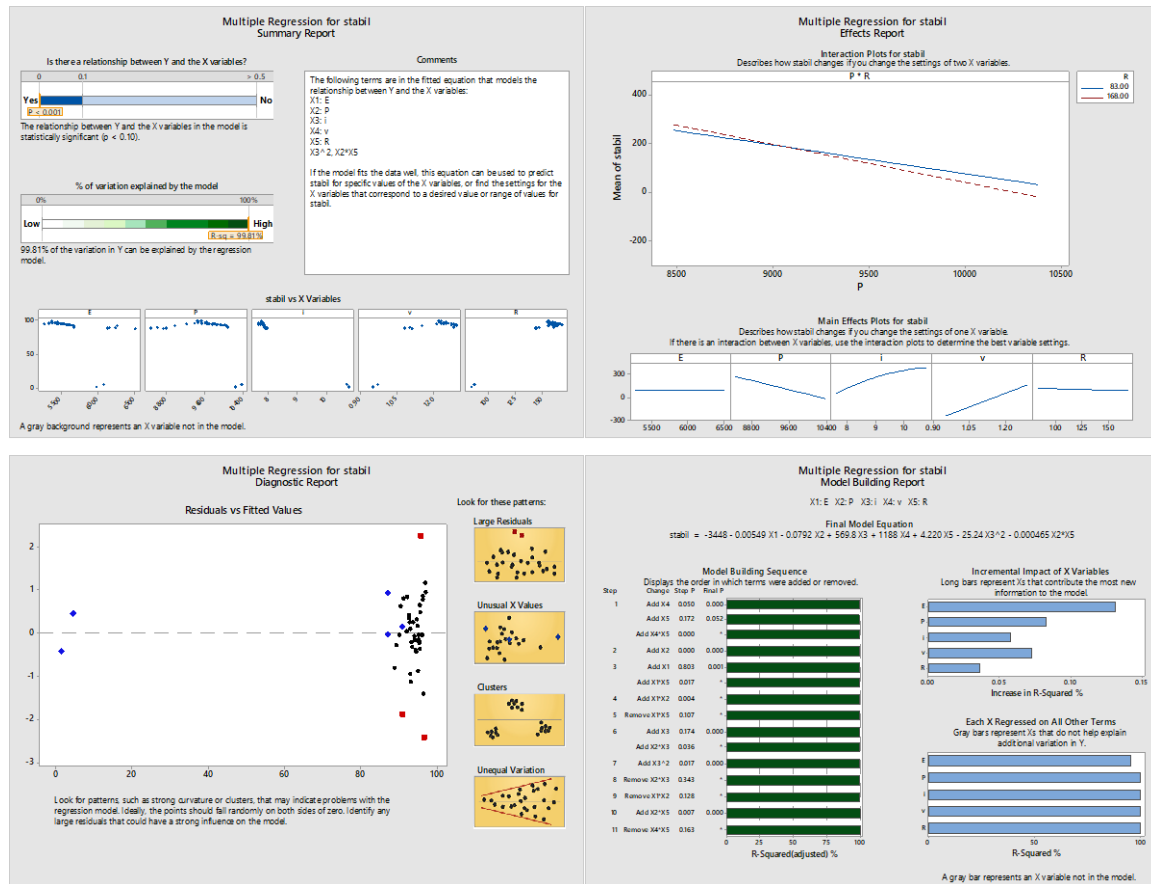 Multiple Regression for stabil
Summary Report
Is there a relationship between Y and the X variables?
0 0.1 > 0.5
Yes No
P < 0.001
The relationship between Y and the X variables in the model is
statistically significant (p < 0.10).
% of variation explained by the model
0% 100%
Low High
R-sq = 99.81%
99.81% of the variation in Y can be explained by the regression
model.
Comments
The following terms are in the fitted equation that models the
relationship between Y and the X variables:
X1: E
X2: P
X3: i
X4: v
X5: R
X3^2, X2*X5
If the model fits the data well, this equation can be used to predict
stabil for specific values of the X variables, or find the settings for the
X variables that correspond to a desired value or range of values for
stabil.
stabil vs X Variables
E P i v R
100
50
0
5500 6000 6500 8800 9600 10400 8 9 10 0.90 1.05 1.20 100 125 150
A gray background represents an X variable not in the model.
Multiple Regression for stabil
Effects Report
Interaction Plots for stabil
Describes how stabil changes if you change the settings of two X variables.
P * R
R
83.00
168.00
Mean of stabil
400
200
0
-200
8500 9000 9500 10000 10500
P
Main Effects Plots for stabil
Describes how stabil changes if you change the settings of one X variable.
If there is an interaction between X variables, use the interaction plots to determine the best variable settings.
E P i v R
300
0
-300
5500 6000 6500 8800 9600 10400 8 9 10 0.90 1.05 1.20 100 125 150
Multiple Regression for stabil
Diagnostic Report
Residuals vs Fitted Values
2
1
0
-1
-2
-3
0 20 40 60 80 100
Look for patterns, such as strong curvature or clusters, that may indicate problems with the
regression model. Ideally, the points should fall randomly on both sides of zero. Identify any
large residuals that could have a strong influence on the model.
Look for these patterns:
Large Residuals
Unusual X Values
Clusters
Unequal Variation
Multiple Regression for stabil
Model Building Report
X1: E X2: P X3: i X4: v X5: R
Final Model Equation
stabil = -3448 - 0.00549 X1 - 0.0792 X2 + 569.8 X3 + 1188 X4 + 4.220 X5 - 25.24 X3^2 - 0.000465 X2*X5
Model Building Sequence
Displays the order in which terms were added or removed.
Step Change Step P Final P
1 Add X4 0.050 0.000
Add X5 0.172 0.052
Add X4*X5 0.000 *
2 Add X2 0.000 0.000
3 Add X1 0.803 0.001
Add X1*X5 0.017 *
4 Add X1*X2 0.004 *
5 Remove X1*X5 0.107 *
6 Add X3 0.174 0.000
Add X2*X3 0.036 *
7 Add X3^2 0.017 0.000
8 Remove X2*X3 0.343 *
9 Remove X1*X2 0.128 *
10 Add X2*X5 0.007 0.000
11 Remove X4*X5 0.163 *
0 25 50 75 100
R-Squared(adjusted) %
Incremental Impact of X Variables
Long bars represent Xs that contribute the most new
information to the model.
E
P
i
v
R
0.00 0.05 0.10 0.15
Increase in R-Squared %
Each X Regressed on All Other Terms
Gray bars represent Xs that do not help explain
additional variation in Y.
E
P
i
v
R
0 50 100
R-Squared %
A gray bar represents an X variable not in the model.